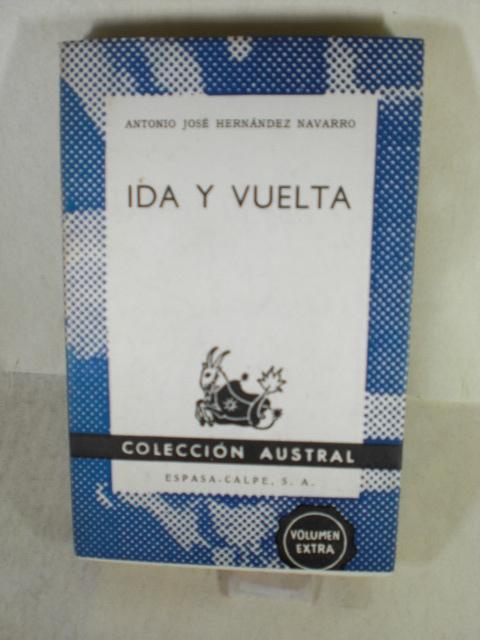 ANTONIO JOSÉ HERNÁNDEZ NAVARRO
IDA Y VUELTA
COLECCIÓN AUSTRAL
ESPASA-CALPE, S. A.
VOLUMEN
EXTRA